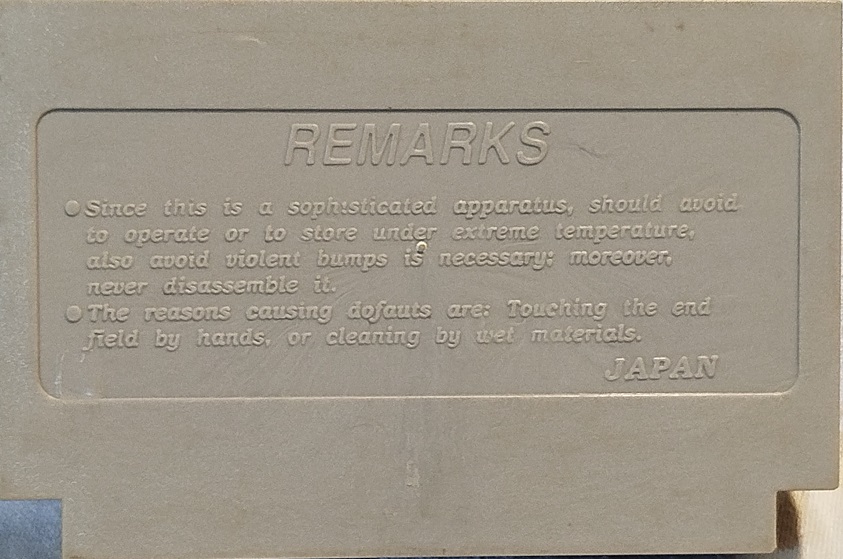 REMARKS
●Since this is a sophisticated apparatus, should avoid
to operate or to store under extreme temperature,
also avoid violent bumps is necessary; moreover,
never disassemble it.
●The reasons causing dofauts are: Touching the end
field by hands, or cleaning by wet materials.
JAPAN